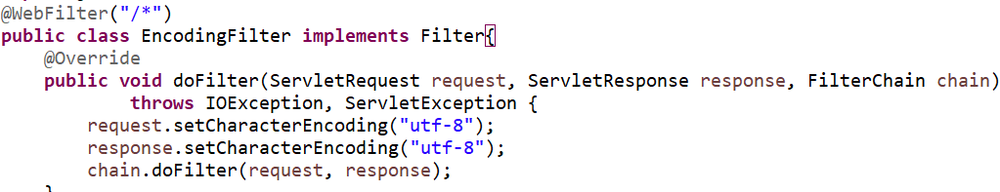 @WebFilter("/*")
public class EncodingFilter implements Filter{
    @Override
    public void doFilter(ServletRequest request, ServletResponse response, FilterChain chain)
            throws IOException, ServletException {
        request.setCharacterEncoding("utf-8");
        response.setCharacterEncoding("utf-8");
        chain.doFilter(request, response);
    }